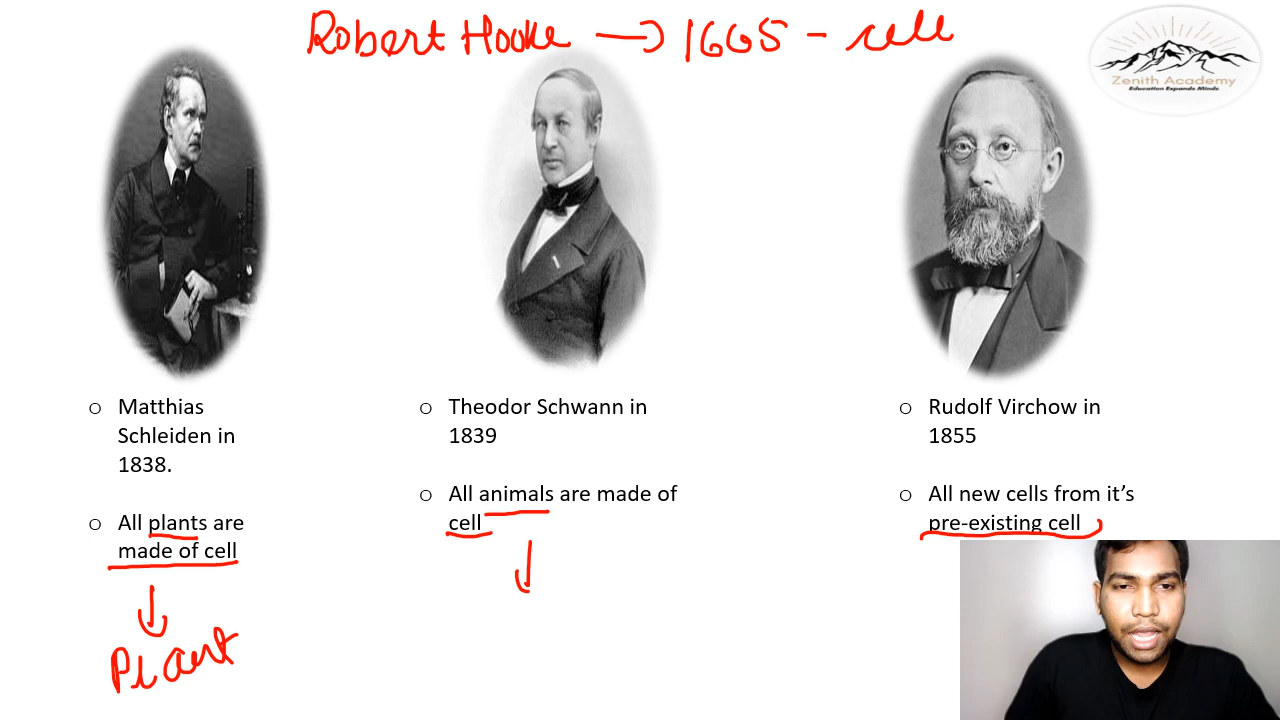 Robert Hooke → 1665 - cell
Zenith Academy
Education Expands Minds
Matthias
Schleiden in
1838.
All plants are
made of cell
Plant
Theodor Schwann in
1839
All animals are made of
cell
Rudolf Virchow in
1855
All new cells from it's
pre-existing cell